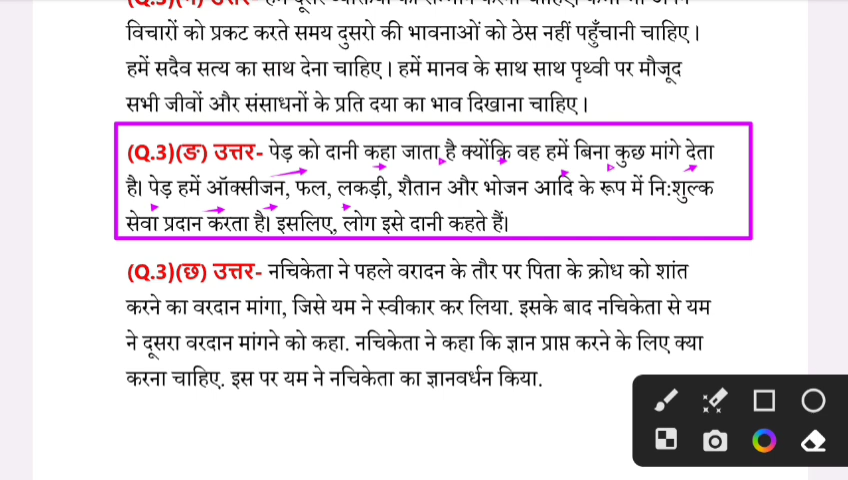 विचारों को प्रकट करते समय दुसरो की भावनाओं को ठेस नहीं पहुँचानी चाहिए।
हमें सदैव सत्य का साथ देना चाहिए। हमें मानव के साथ साथ पृथ्वी पर मौजूद
सभी जीवों और संसाधनों के प्रति दया का भाव दिखाना चाहिए।
(Q.3)(ङ) उत्तर- पेड़ को दानी कहा जाता है क्योंकि वह हमें बिना कुछ मांगे देता
है। पेड़ हमें ऑक्सीजन, फल, लकड़ी, शैतान और भोजन आदि के रूप में नि:शुल्क
सेवा प्रदान करता है। इसलिए, लोग इसे दानी कहते हैं।
(Q.3)(छ) उत्तर- नचिकेता ने पहले वरादन के तौर पर पिता के क्रोध को शांत
करने का वरदान मांगा, जिसे यम ने स्वीकार कर लिया. इसके बाद नचिकेता से यम
ने दूसरा वरदान मांगने को कहा. नचिकेता ने कहा कि ज्ञान प्राप्त करने के लिए क्या
करना चाहिए. इस पर यम ने नचिकेता का ज्ञानवर्धन किया.